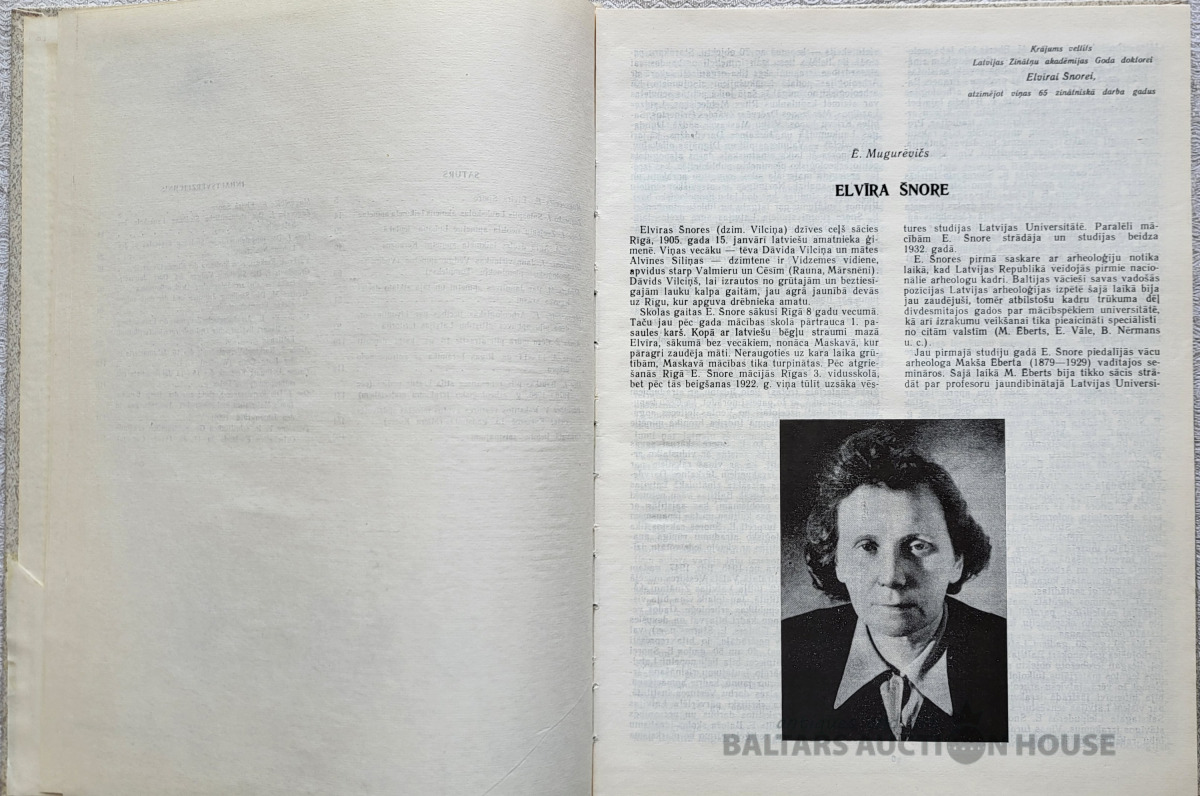 SATURS
Krājums veltīts
Latvijas Zinātņu akadēmijas Goda doktorei
Elvīrai Šnorei,
atzīmējot viņas 65 zinātniskā darba gadus
Ē. Mugurēvičs
ELVĪRA ŠNORE
Elvīras Šnores (dzim. Vilciņa) dzīves ceļš sācies
Rīgā, 1905. gada 15. janvārī latviešu amatnieka ģi-
menē. Viņas vecāku — tēva Dāvida Vilciņa un mātes
Alvīnes Siliņas — dzimtene ir Vidzemes vidiene,
apvidus starp Valmieru un Cēsīm (Rauna, Mārsnēni).
Dāvids Vilciņš, lai izrautos no grūtajām un beztiesī-
gajām lauku kalpa gaitām, jau agrā jaunībā devās
uz Rīgu, kur apguva drēbnieka amatu.
Skolas gaitas E. Šnore sākusi Rīgā 8 gadu vecumā.
Taču jau pēc gada mācības skolā pārtrauca 1. pa-
saules karš. Kopā ar latviešu bēgļu straumi mazā
Elvīra, sākumā bez vecākiem, nonāca Maskavā, kur
pāragri zaudēja māti. Neraugoties uz kara laika grū-
tībām, Maskavā mācības tika turpinātas. Pēc atgrie-
šanās Rīgā E. Šnore mācījās Rīgas 3. vidusskolā,
bet pēc tās beigšanas 1922. g. viņa tūlīt uzsāka vēs-
tures studijas Latvijas Universitātē. Paralēli mā-
cībām E. Šnore strādāja un studijas beidza
1932. gadā.
E. Šnores pirmā saskare ar arheoloģiju notika
laikā, kad Latvijas Republikā veidojās pirmie nacio-
nālie arheologu kadri. Baltijas vācieši savas vadošās
pozīcijas Latvijas arheoloģijas izpētē šajā laikā bija
jau zaudējuši, tomēr atbilstošu kadru trūkuma dēļ
divdesmitajos gados par mācībspēkiem universitātē,
kā arī izrakumu veikšanai tika pieaicināti speciālisti
no citām valstīm (M. Ēberts, E. Vāle, B. Nērmans
u. c.).
Jau pirmajā studiju gadā E. Šnore piedalījās vācu
arheologa Makša Ēberta (1879—1929) vadītajos se-
mināros. Šajā laikā M. Ēberts bija tikko sācis strā-
dāt par profesoru jaundibinātajā Latvijas Universi-
BALTARS AUCTION HOUSE